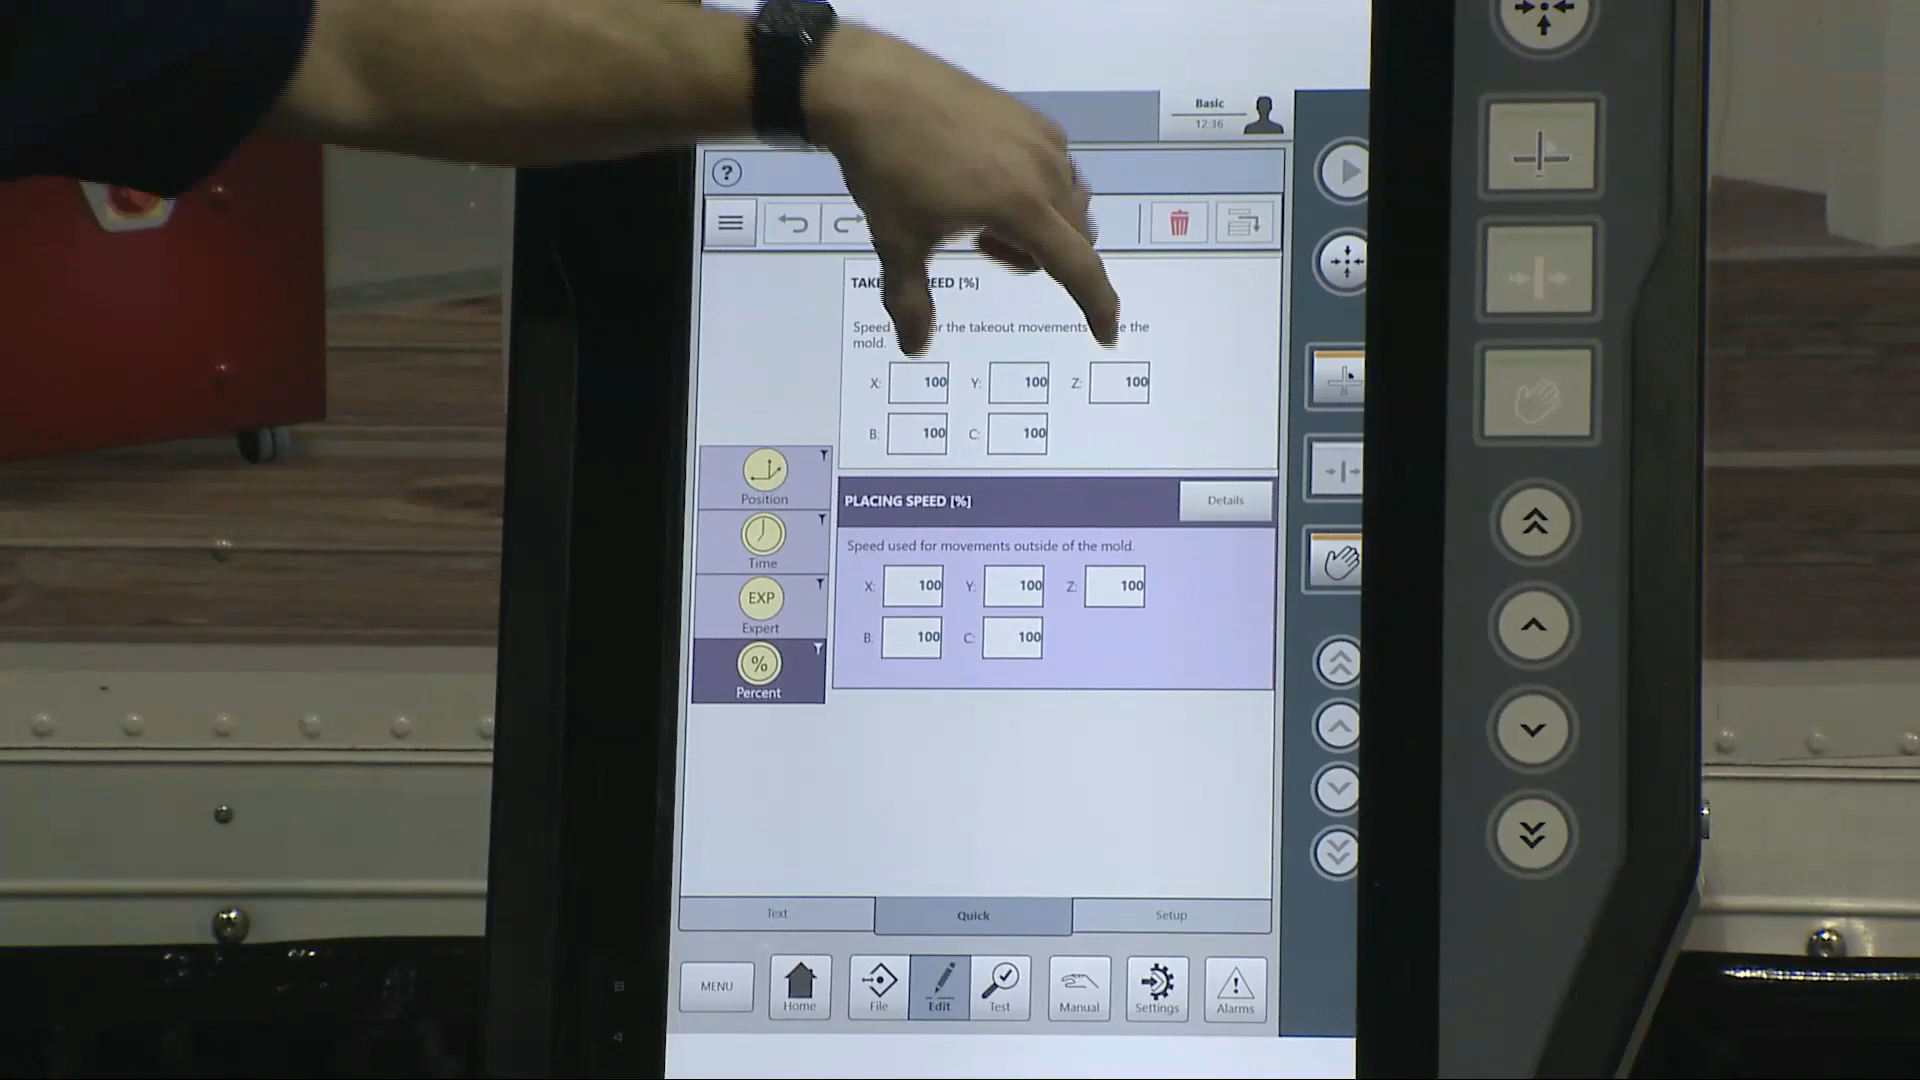 Basic
12:36
?
TAKE EED [%]
Speed r the takeout movements e the
mold.
X: 100 Y: 100 Z: 100
B: 100 C: 100
Position
Time
EXP
Expert
%
Percent
PLACING SPEED [%] Details
Speed used for movements outside of the mold.
X: 100 Y: 100 Z: 100
B: 100 C: 100
Text Quick Setup
MENU Home File Edit Test Manual Settings Alarms